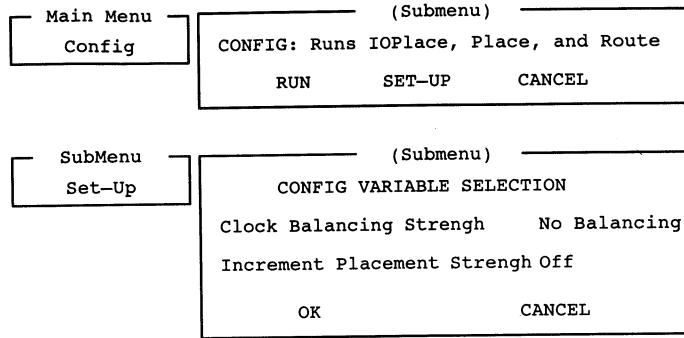 Main Menu
Config
(Submenu)
CONFIG: Runs IOPlace, Place, and Route
RUN SET—UP CANCEL
SubMenu
Set—Up
(Submenu)
CONFIG VARIABLE SELECTION
Clock Balancing Strengh No Balancing
Increment Placement Strengh Off
OK CANCEL